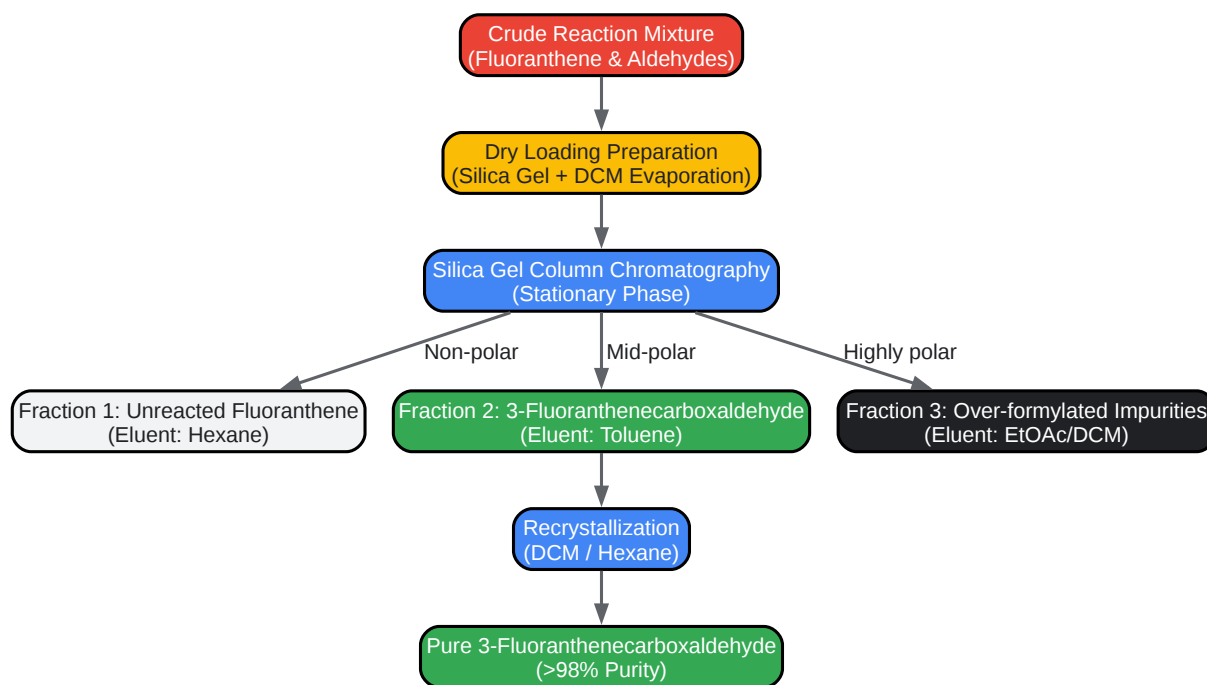 Crude Reaction Mixture
(Fluoranthene & Aldehydes)
Dry Loading Preparation
(Silica Gel + DCM Evaporation)
Silica Gel Column Chromatography
(Stationary Phase)
Non-polar
Mid-polar
Highly polar
Fraction 1: Unreacted Fluoranthene
(Eluent: Hexane)
Fraction 2: 3-Fluoranthenecarboxaldehyde
(Eluent: Toluene)
Fraction 3: Over-formylated Impurities
(Eluent: EtOAc/DCM)
Recrystallization
(DCM / Hexane)
Pure 3-Fluoranthenecarboxaldehyde
(>98% Purity)